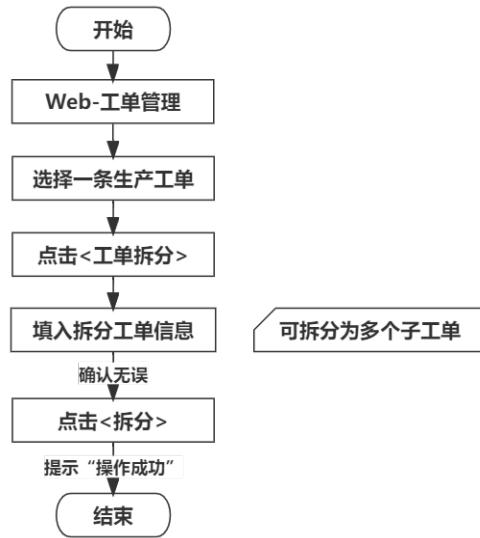 开始
Web-工单管理
选择一条生产工单
点击<工单拆分>
填入拆分工单信息
可拆分为多个子工单
确认无误
点击<拆分>
提示“操作成功”
结束